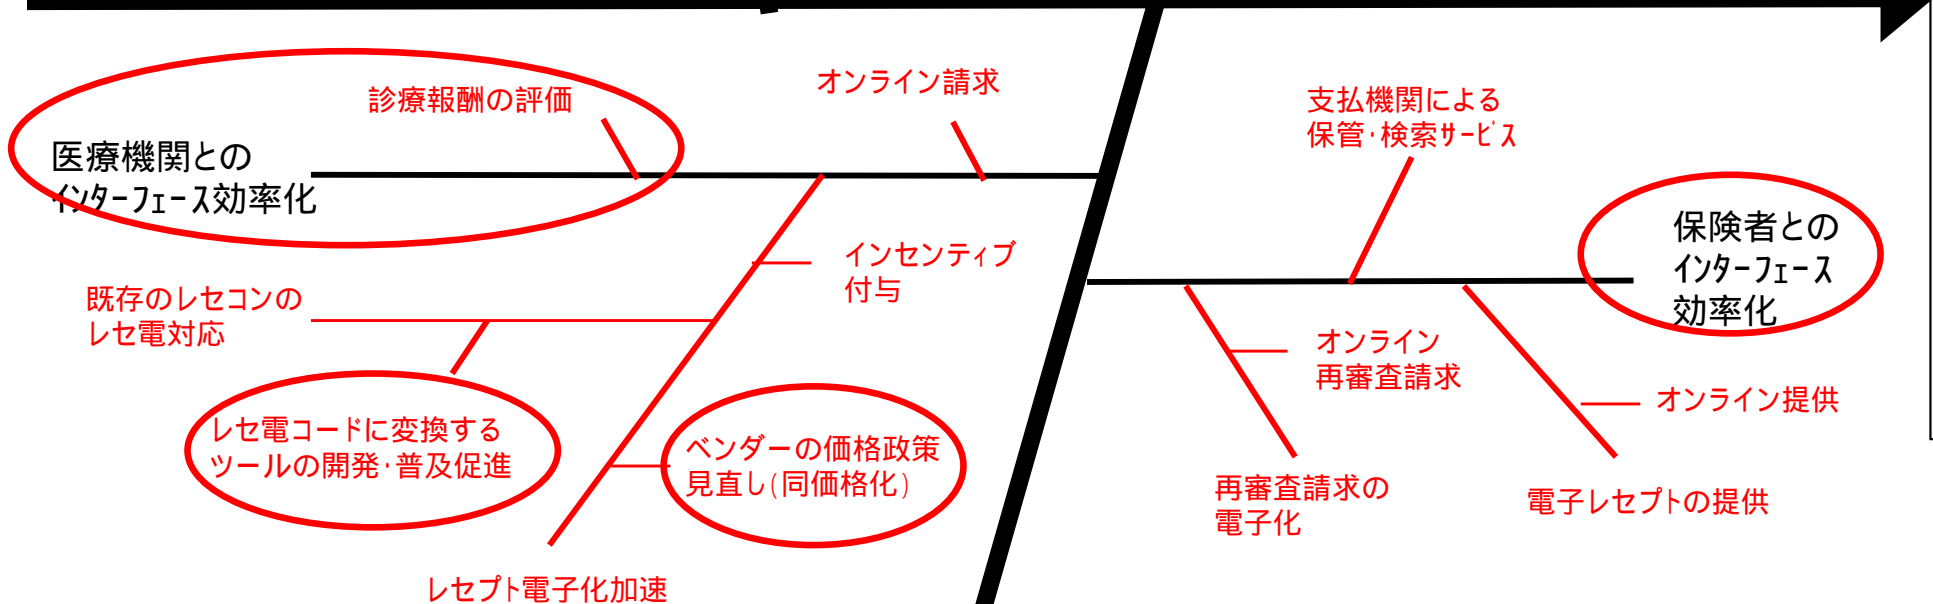 診療報酬の評価
オンライン請求
医療機関との
インターフェース効率化
支払機関による
保管・検索サービス
保険者との
インターフェース
効率化
インセンティブ
付与
既存のレセコンの
レセ電対応
オンライン
再審査請求
オンライン提供
レセ電コードに変換する
ツールの開発・普及促進
ベンダーの価格政策
見直し(同価格化)
再審査請求の
電子化
電子レセプトの提供
レセプト電子化加速